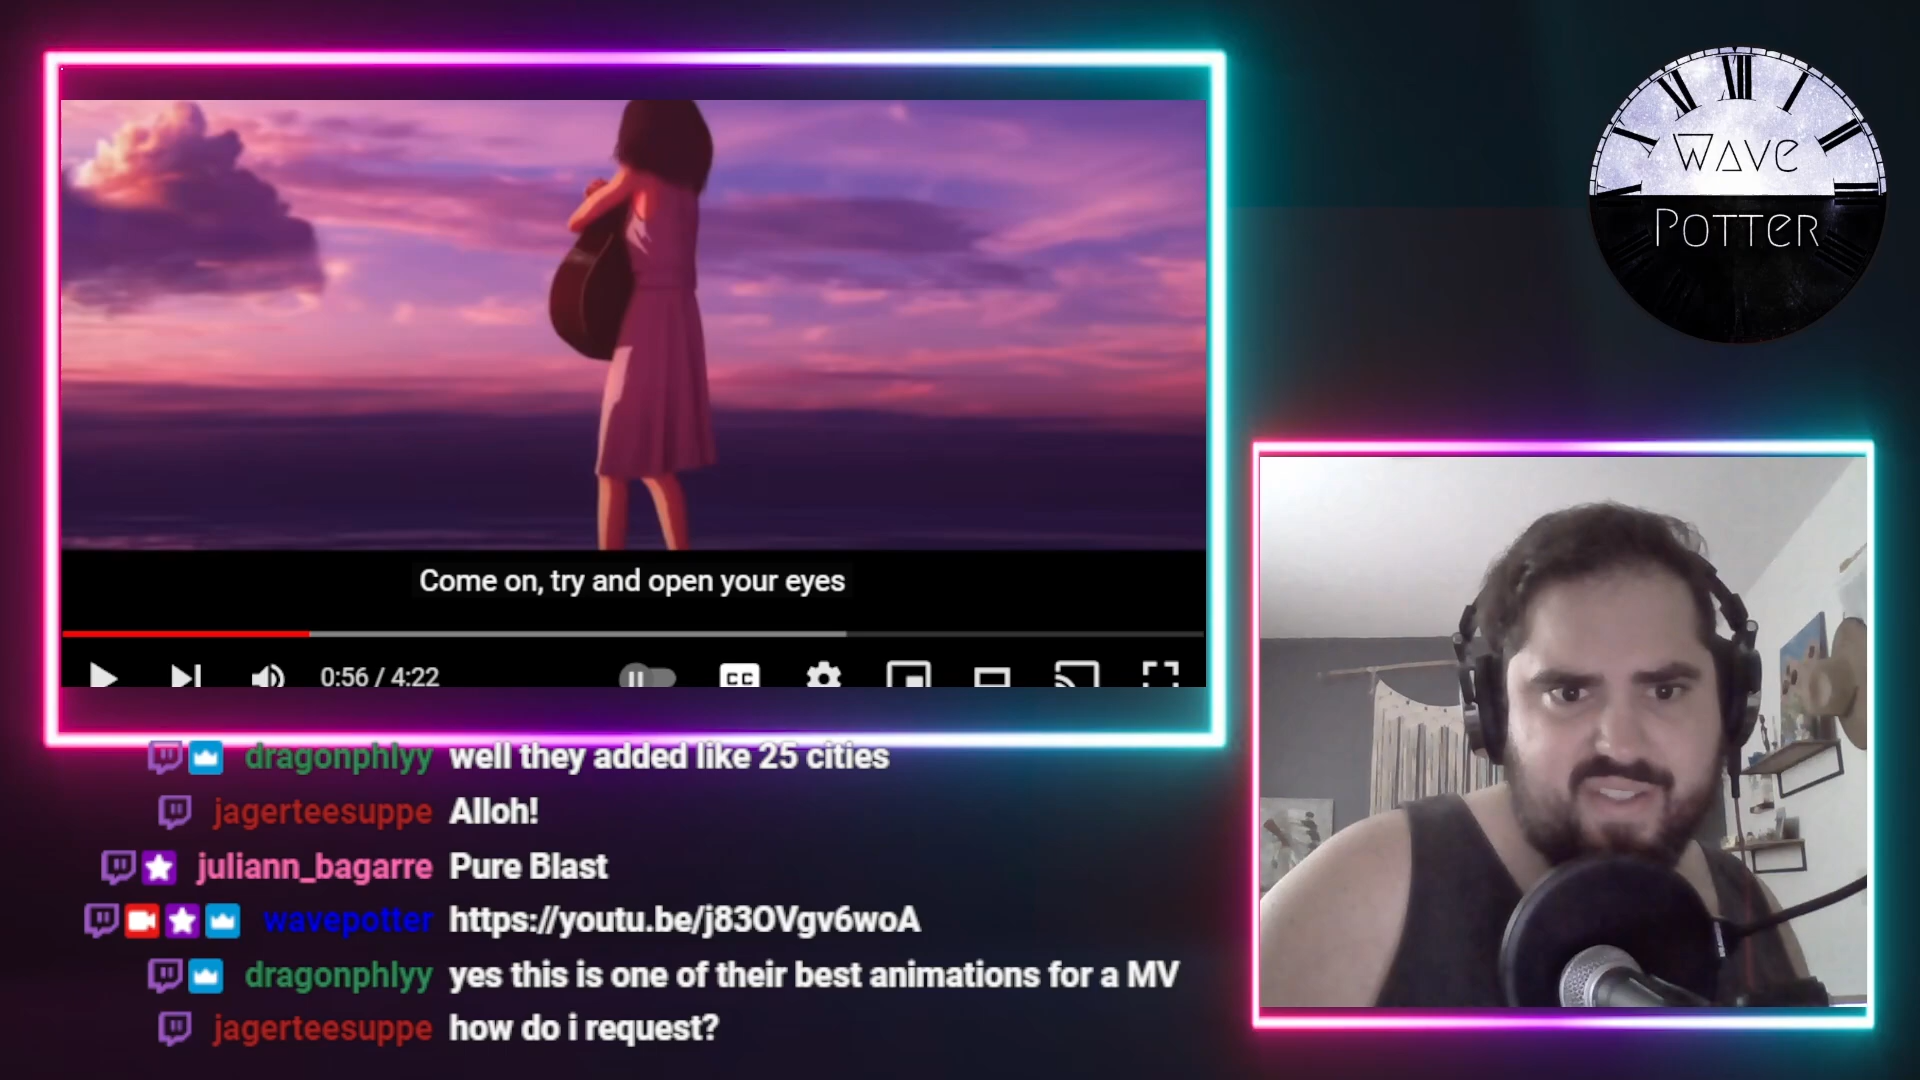 Wave
Potter
Come on, try and open your eyes
0:56 / 4:22
CC
dragonphlyy well they added like 25 cities
jagerteesuppe Alloh!
juliann_bagarre Pure Blast
wavepotter https://youtu.be/j83OVgv6woA
dragonphlyy yes this is one of their best animations for a MV
jagerteesuppe how do i request?